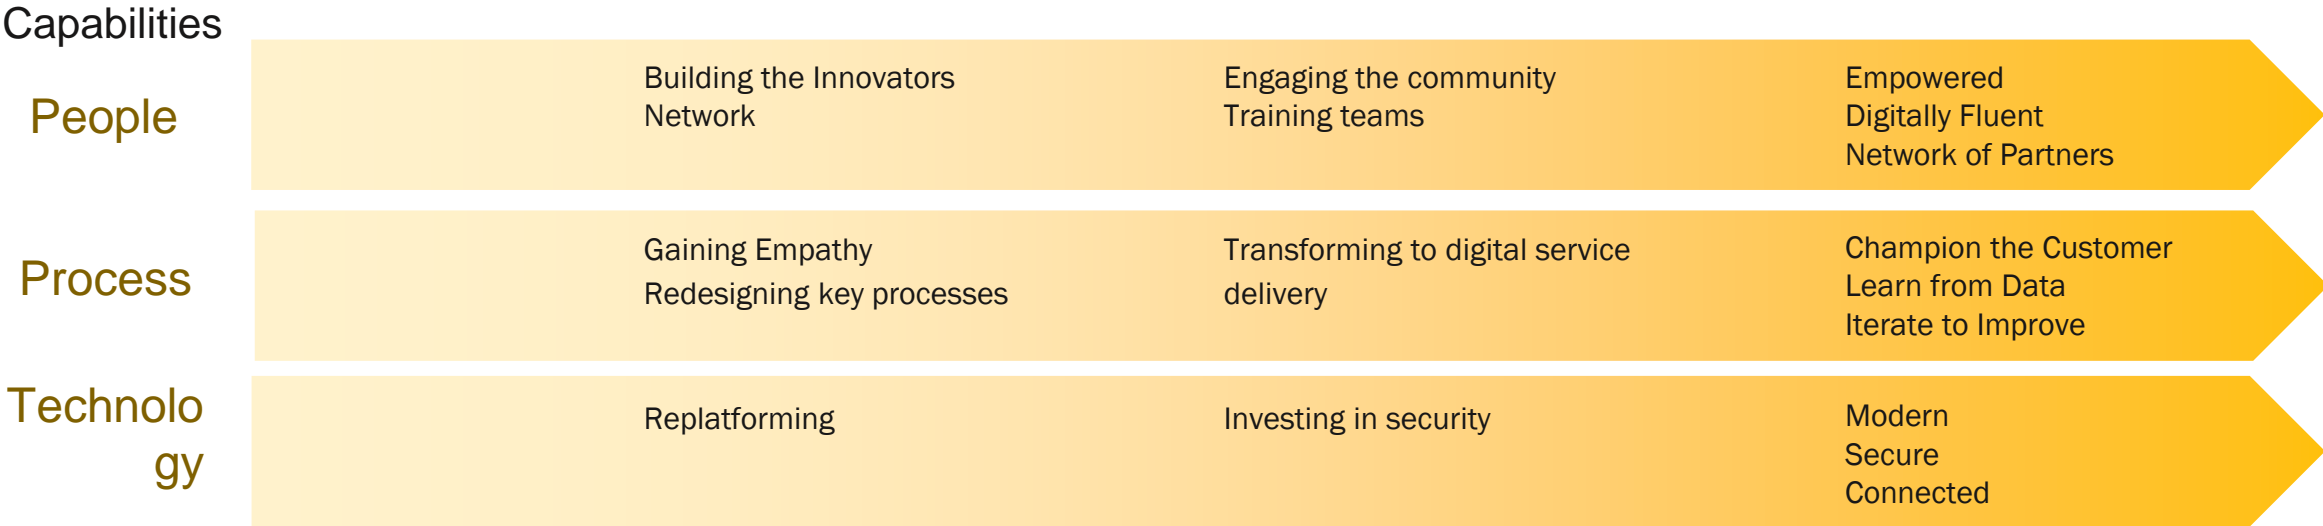 Capabilities
People
Building the Innovators
Network
Engaging the community
Training teams
Empowered
Digitally Fluent
Network of Partners
Process
Gaining Empathy
Redesigning key processes
Transforming to digital service
delivery
Champion the Customer
Learn from Data
Iterate to Improve
Technolo
gy
Replatforming
Investing in security
Modern
Secure
Connected